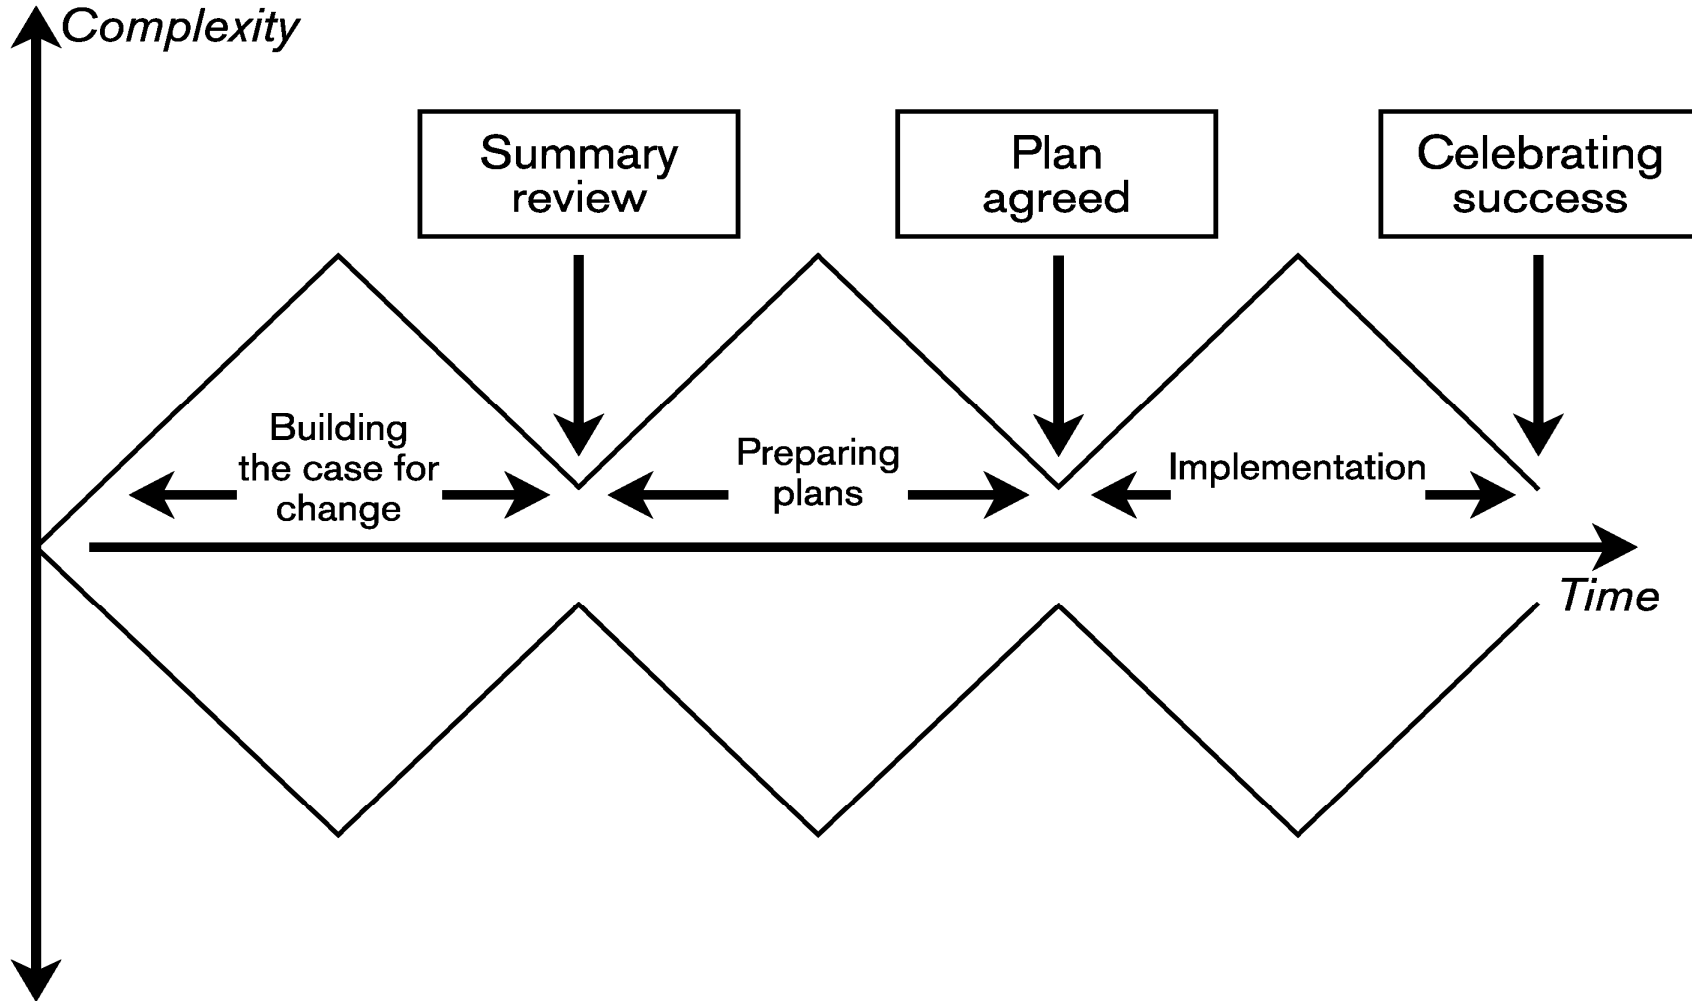 Complexity
Summary
review
Plan
agreed
Celebrating
success
Building
the case for
change
Preparing
plans
Implementation
Time